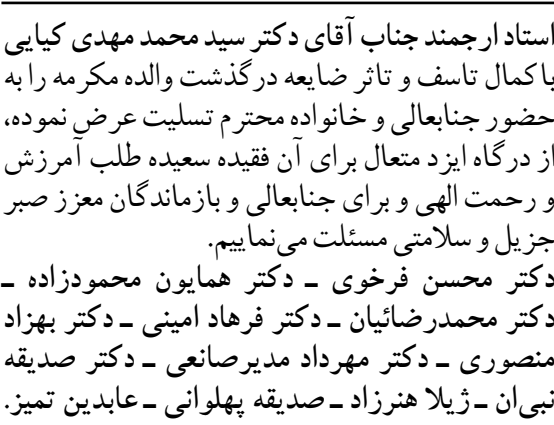 استاد ارجمند جناب آقای دکتر سید محمد مهدی کیایی
باکمال تاسف و تاثر ضایعه درگذشت والده مکرمه را به
حضور جنابعالی و خانواده محترم تسلیت عرض نموده،
از درگاه ایزد متعال برای آن فقیده سعیده طلب آمرزش
و رحمت الهی و برای جنابعالی و بازماندگان معزز صبر
جزیل و سلامتی مسئلت می‌نماییم.
دکتر محسن فرخوی ـ دکتر همایون محمودزاده ـ
دکتر محمدرضائیان ـ دکتر فرهاد امینی ـ دکتر بهزاد
منصوری ـ دکتر مهرداد مدیرصانعی ـ دکتر صدیقه
نبی‌ان ـ ژیلا هنرزاد ـ صدیقه پهلوانی ـ عابدین تمیز.